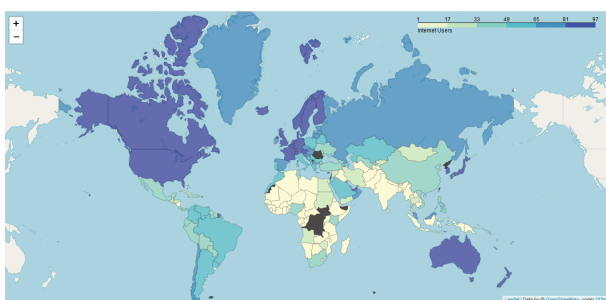 +
−
1 17 33 49 65 81 97
Internet Users
Leaflet | Data by © OpenStreetMap, under ODbL